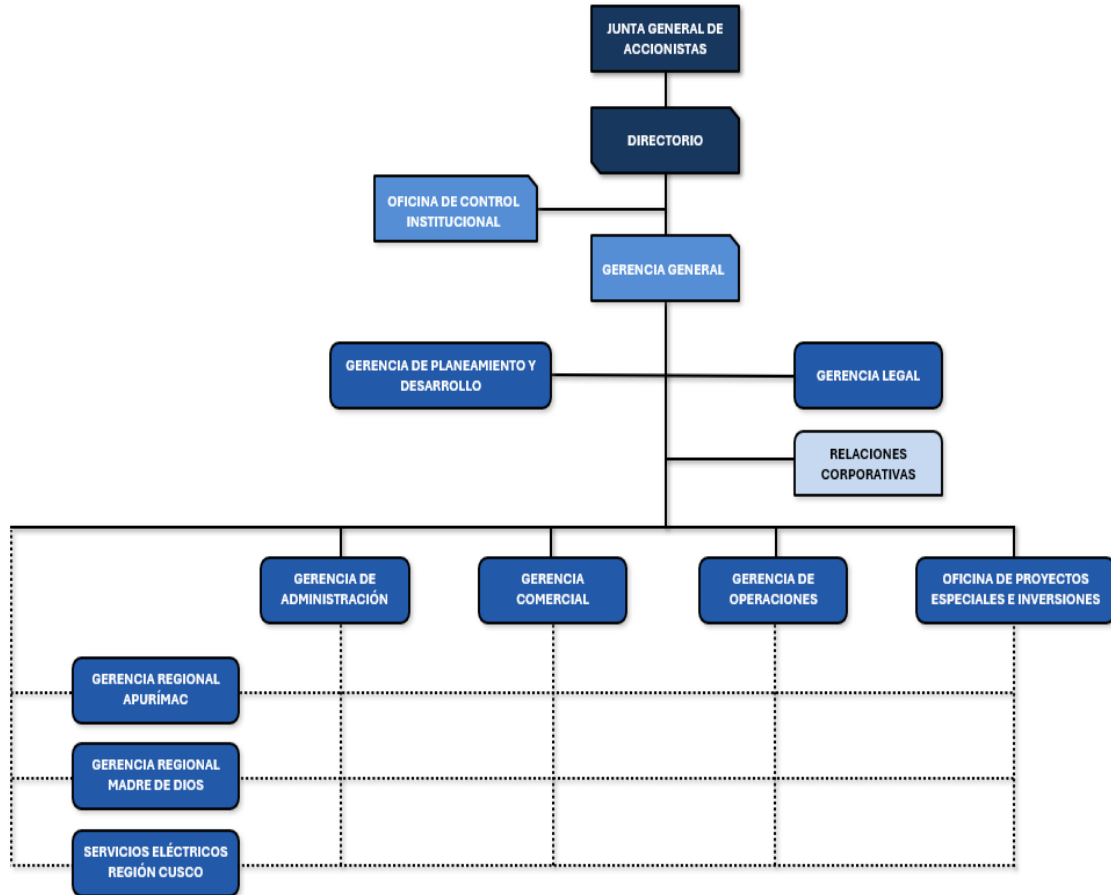 JUNTA GENERAL DE
ACCIONISTAS
DIRECTORIO
OFICINA DE CONTROL
INSTITUCIONAL
GERENCIA GENERAL
GERENCIA DE PLANEAMIENTO Y
DESARROLLO
GERENCIA LEGAL
RELACIONES
CORPORATIVAS
GERENCIA DE
ADMINISTRACIÓN
GERENCIA
COMERCIAL
GERENCIA DE
OPERACIONES
OFICINA DE PROYECTOS
ESPECIALES E INVERSIONES
GERENCIA REGIONAL
APURÍMAC
GERENCIA REGIONAL
MADRE DE DIOS
SERVICIOS ELÉCTRICOS
REGIÓN CUSCO